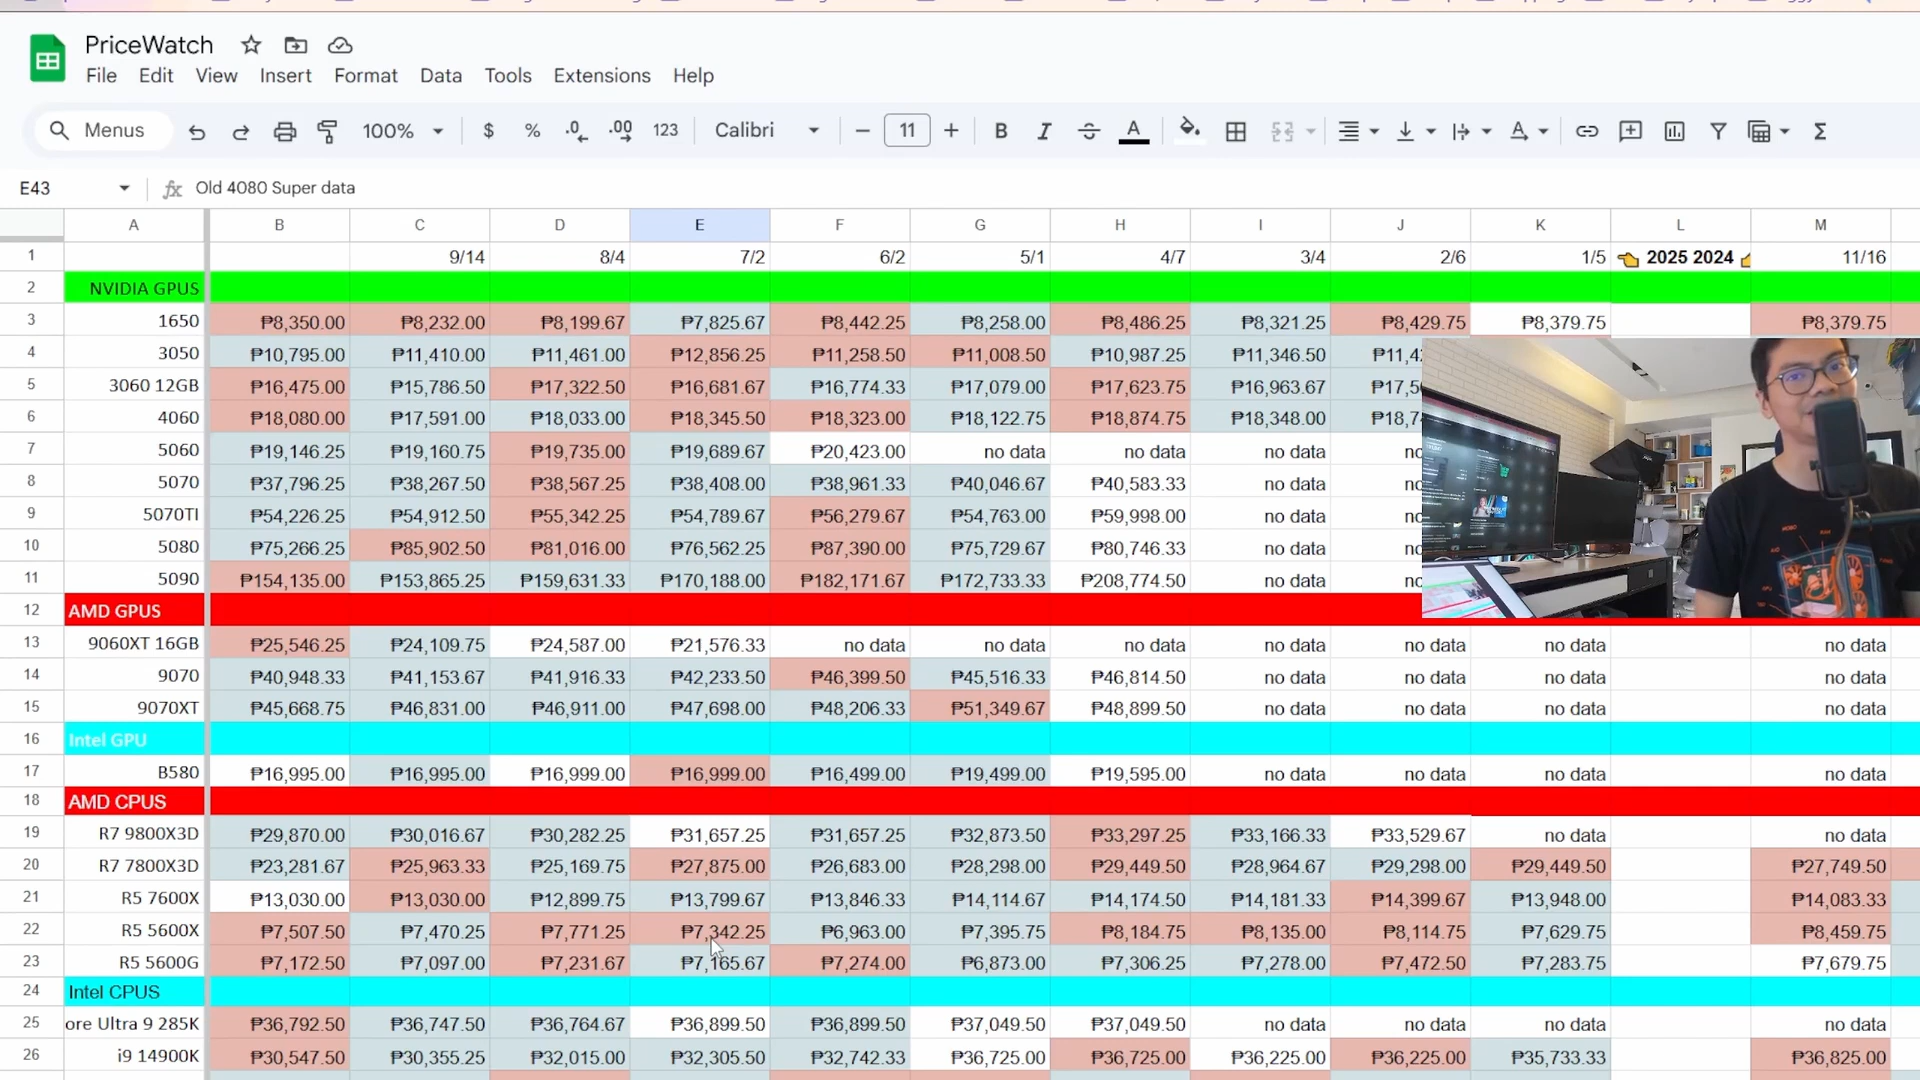 PriceWatch
File Edit View Insert Format Data Tools Extensions Help
Menus 100% $ % .0 .00 123 Calibri 11 B I A A Σ
E43 fx Old 4080 Super data
A B C D E F G H I J K L M
1 9/14 8/4 7/2 6/2 5/1 4/7 3/4 2/6 1/5 👈 2025 2024 11/16
2 NVIDIA GPUS
3 1650 ₱8,350.00 ₱8,232.00 ₱8,199.67 ₱7,825.67 ₱8,442.25 ₱8,258.00 ₱8,486.25 ₱8,321.25 ₱8,429.75 ₱8,379.75 ₱8,379.75
4 3050 ₱10,795.00 ₱11,410.00 ₱11,461.00 ₱12,856.25 ₱11,258.50 ₱11,008.50 ₱10,987.25 ₱11,346.50 ₱11,4
5 3060 12GB ₱16,475.00 ₱15,786.50 ₱17,322.50 ₱16,681.67 ₱16,774.33 ₱17,079.00 ₱17,623.75 ₱16,963.67 ₱17,5
6 4060 ₱18,080.00 ₱17,591.00 ₱18,033.00 ₱18,345.50 ₱18,323.00 ₱18,122.75 ₱18,874.75 ₱18,348.00 ₱18,7
7 5060 ₱19,146.25 ₱19,160.75 ₱19,735.00 ₱19,689.67 ₱20,423.00 no data no data no data
8 5070 ₱37,796.25 ₱38,267.50 ₱38,567.25 ₱38,408.00 ₱38,961.33 ₱40,046.67 ₱40,583.33 no data
9 5070TI ₱54,226.25 ₱54,912.50 ₱55,342.25 ₱54,789.67 ₱56,279.67 ₱54,763.00 ₱59,998.00 no data
10 5080 ₱75,266.25 ₱85,902.50 ₱81,016.00 ₱76,562.25 ₱87,390.00 ₱75,729.67 ₱80,746.33 no data
11 5090 ₱154,135.00 ₱153,865.25 ₱159,631.33 ₱170,188.00 ₱182,171.67 ₱172,733.33 ₱208,774.50 no data
12 AMD GPUS
13 9060XT 16GB ₱25,546.25 ₱24,109.75 ₱24,587.00 ₱21,576.33 no data no data no data no data no data no data no data
14 9070 ₱40,948.33 ₱41,153.67 ₱41,916.33 ₱42,233.50 ₱46,399.50 ₱45,516.33 ₱46,814.50 no data no data no data no data
15 9070XT ₱45,668.75 ₱46,831.00 ₱46,911.00 ₱47,698.00 ₱48,206.33 ₱51,349.67 ₱48,899.50 no data no data no data no data
16 Intel GPU
17 B580 ₱16,995.00 ₱16,995.00 ₱16,999.00 ₱16,999.00 ₱16,499.00 ₱19,499.00 ₱19,595.00 no data no data no data no data
18 AMD CPUS
19 R7 9800X3D ₱29,870.00 ₱30,016.67 ₱30,282.25 ₱31,657.25 ₱31,657.25 ₱32,873.50 ₱33,297.25 ₱33,166.33 ₱33,529.67 no data no data
20 R7 7800X3D ₱23,281.67 ₱25,963.33 ₱25,169.75 ₱27,875.00 ₱26,683.00 ₱28,298.00 ₱29,449.50 ₱28,964.67 ₱29,298.00 ₱29,449.50 ₱27,749.50
21 R5 7600X ₱13,030.00 ₱13,030.00 ₱12,899.75 ₱13,799.67 ₱13,846.33 ₱14,114.67 ₱14,174.50 ₱14,181.33 ₱14,399.67 ₱13,948.00 ₱14,083.33
22 R5 5600X ₱7,507.50 ₱7,470.25 ₱7,771.25 ₱7,342.25 ₱6,963.00 ₱7,395.75 ₱8,184.75 ₱8,135.00 ₱8,114.75 ₱7,629.75 ₱8,459.75
23 R5 5600G ₱7,172.50 ₱7,097.00 ₱7,231.67 ₱7,165.67 ₱7,274.00 ₱6,873.00 ₱7,306.25 ₱7,278.00 ₱7,472.50 ₱7,283.75 ₱7,679.75
24 Intel CPUS
25 ore Ultra 9 285K ₱36,792.50 ₱36,747.50 ₱36,764.67 ₱36,899.50 ₱36,899.50 ₱37,049.50 ₱37,049.50 no data no data no data no data
26 i9 14900K ₱30,547.50 ₱30,355.25 ₱32,015.00 ₱32,305.50 ₱32,742.33 ₱36,725.00 ₱36,725.00 ₱36,225.00 ₱36,225.00 ₱35,733.33 ₱36,825.00